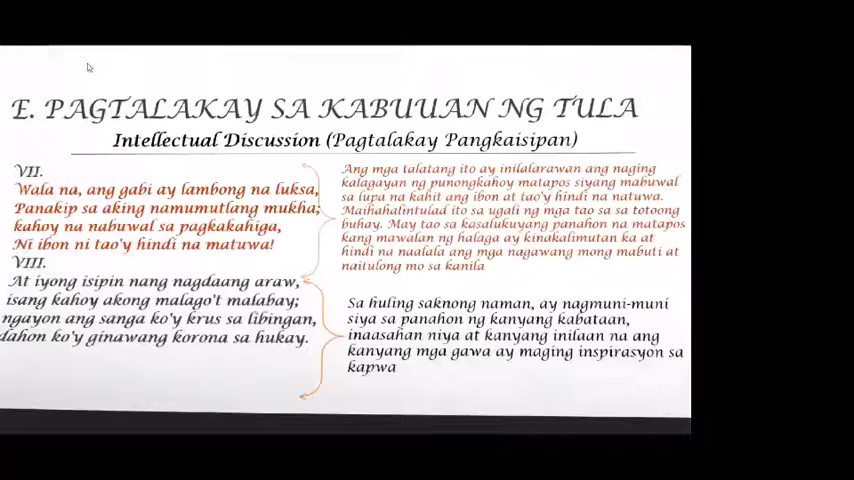 E. PAGTALAKAY SA KABUUAN NG TULA
Intellectual Discussion (Pagtalakay Pangkaisipan)
VII.
Wala na, ang gabi ay lambong na luksa,
Panakip sa aking namumutlang mukha;
kahoy na nabuwal sa pagkakahiga,
Ni ibon ni tao'y hindi na matuwa!
VIII.
At iyong isipin nang nagdaang araw,
isang kahoy akong malago't malabay;
ngayon ang sanga ko'y krus sa libingan,
dahon ko'y ginawang korona sa hukay.
Ang mga talatang ito ay inilalarawan ang naging
kalagayan ng punongkahoy matapos siyang mabuwal
sa lupa na kahit ang ibon at tao'y hindi na natuwa.
Maihahalintulad ito sa ugali ng mga tao sa sa totoong
buhay. May tao sa kasalukuyang panahon na matapos
kang mawalan ng halaga ay kinakalimutan ka at
hindi na naalala ang mga nagawang mong mabuti at
naitulong mo sa kanila
Sa huling saknong naman, ay nagmuni-muni
siya sa panahon ng kanyang kabataan,
inaasahan niya at kanyang inilaan na ang
kanyang mga gawa ay maging inspirasyon sa
kapwa